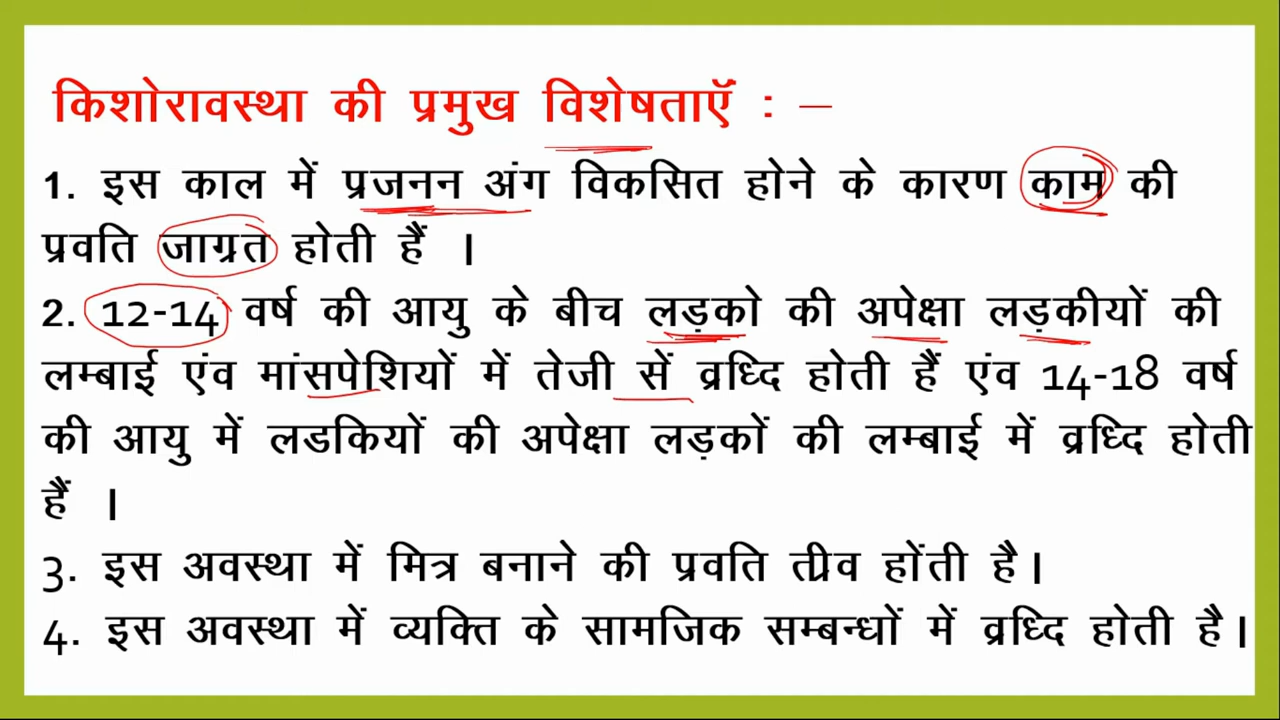 किशोरावस्था की प्रमुख विशेषताएँ : –
1. इस काल में प्रजनन अंग विकसित होने के कारण काम की
प्रवति जाग्रत होती हैं ।
2. 12-14 वर्ष की आयु के बीच लड़को की अपेक्षा लड़कीयों की
लम्बाई एंव मांसपेशियों में तेजी सें व्रध्दि होती हैं एंव 14-18 वर्ष
की आयु में लडकियों की अपेक्षा लड़कों की लम्बाई में व्रध्दि होती
हैं ।
3. इस अवस्था में मित्र बनाने की प्रवति तीव्र होंती है।
4. इस अवस्था में व्यक्ति के सामजिक सम्बन्धों में व्रध्दि होती है।